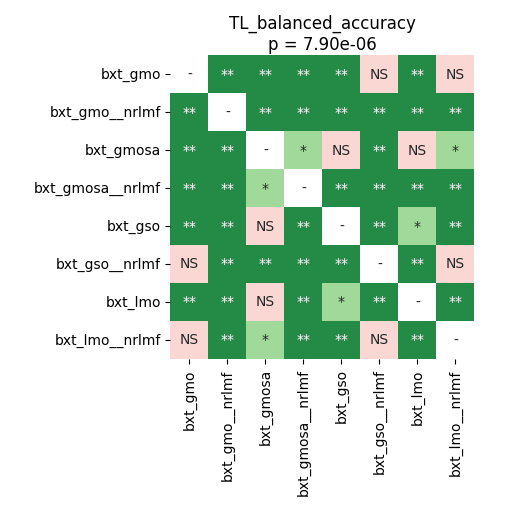 TL_balanced_accuracy
p = 7.90e-06
bxt_gmo - ** ** ** ** NS ** NS
bxt_gmo__nrlmf ** - ** ** ** ** ** **
bxt_gmosa ** ** - * NS ** NS *
bxt_gmosa__nrlmf ** ** * - ** ** ** **
bxt_gso ** ** NS ** - ** * **
bxt_gso__nrlmf NS ** ** ** ** - ** NS
bxt_lmo ** ** NS ** * ** - **
bxt_lmo__nrlmf NS ** * ** ** NS ** -
bxt_gmo
bxt_gmo__nrlmf
bxt_gmosa
bxt_gmosa__nrlmf
bxt_gso
bxt_gso__nrlmf
bxt_lmo
bxt_lmo__nrlmf